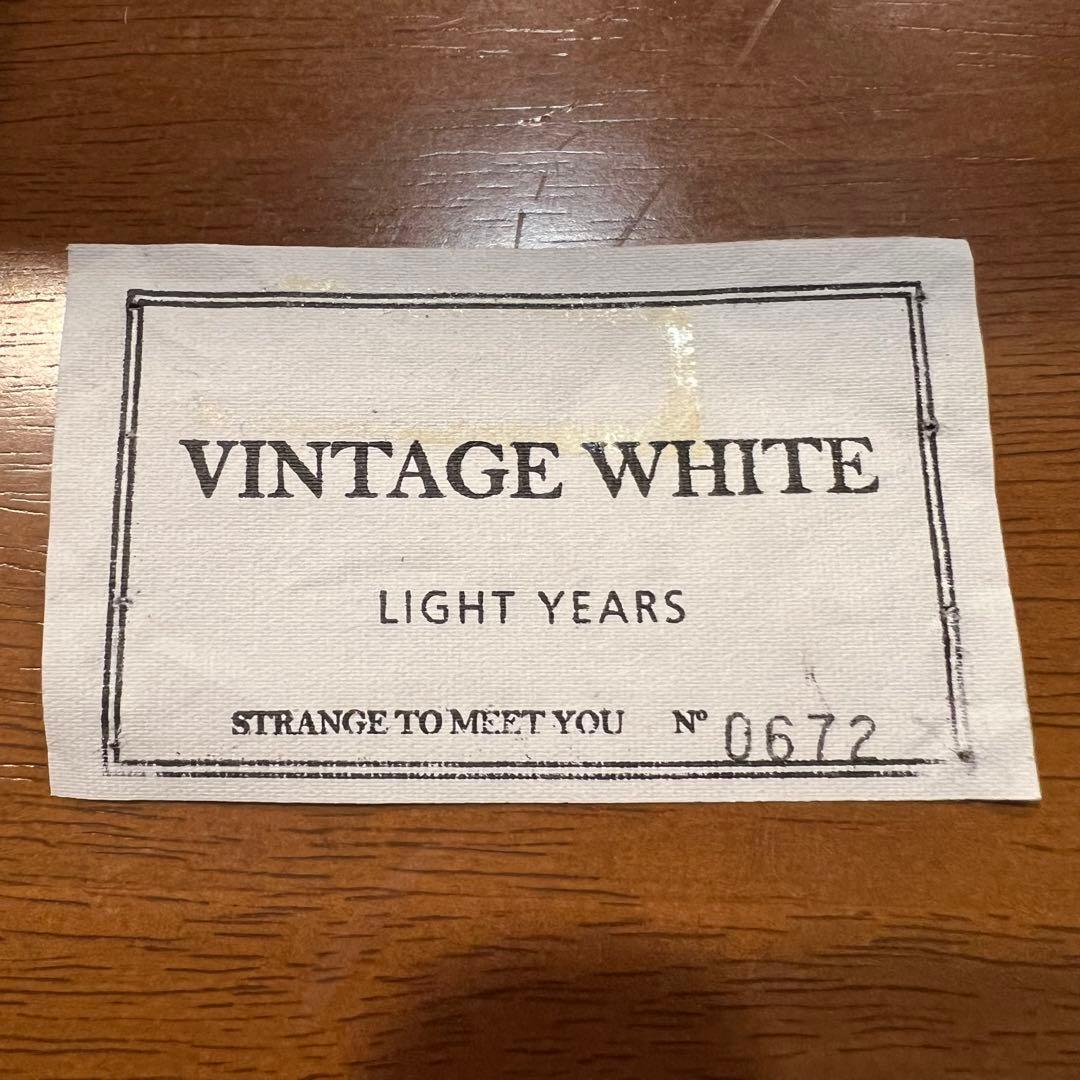 VINTAGE WHITE
LIGHT YEARS
STRANGE TO MEET YOU Nº 0672